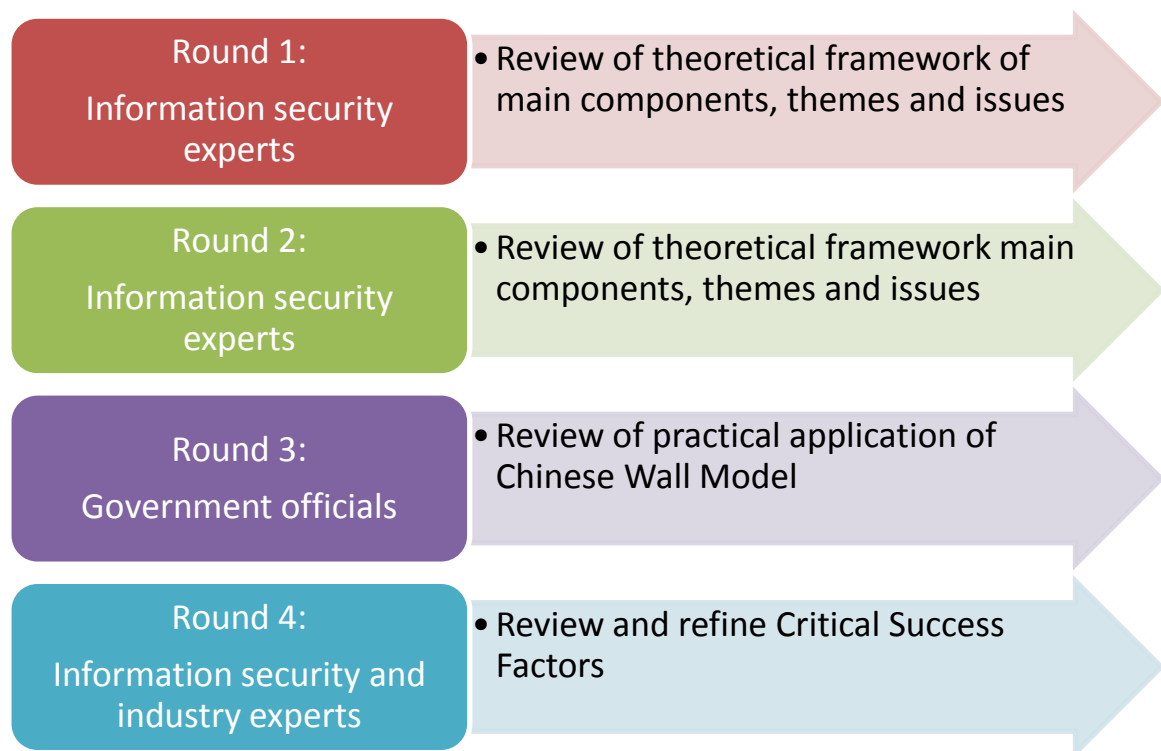 Round 1:
Information security
experts
• Review of theoretical framework of
main components, themes and issues
Round 2:
Information security
experts
• Review of theoretical framework main
components, themes and issues
Round 3:
Government officials
• Review of practical application of
Chinese Wall Model
Round 4:
Information security and
industry experts
• Review and refine Critical Success
Factors